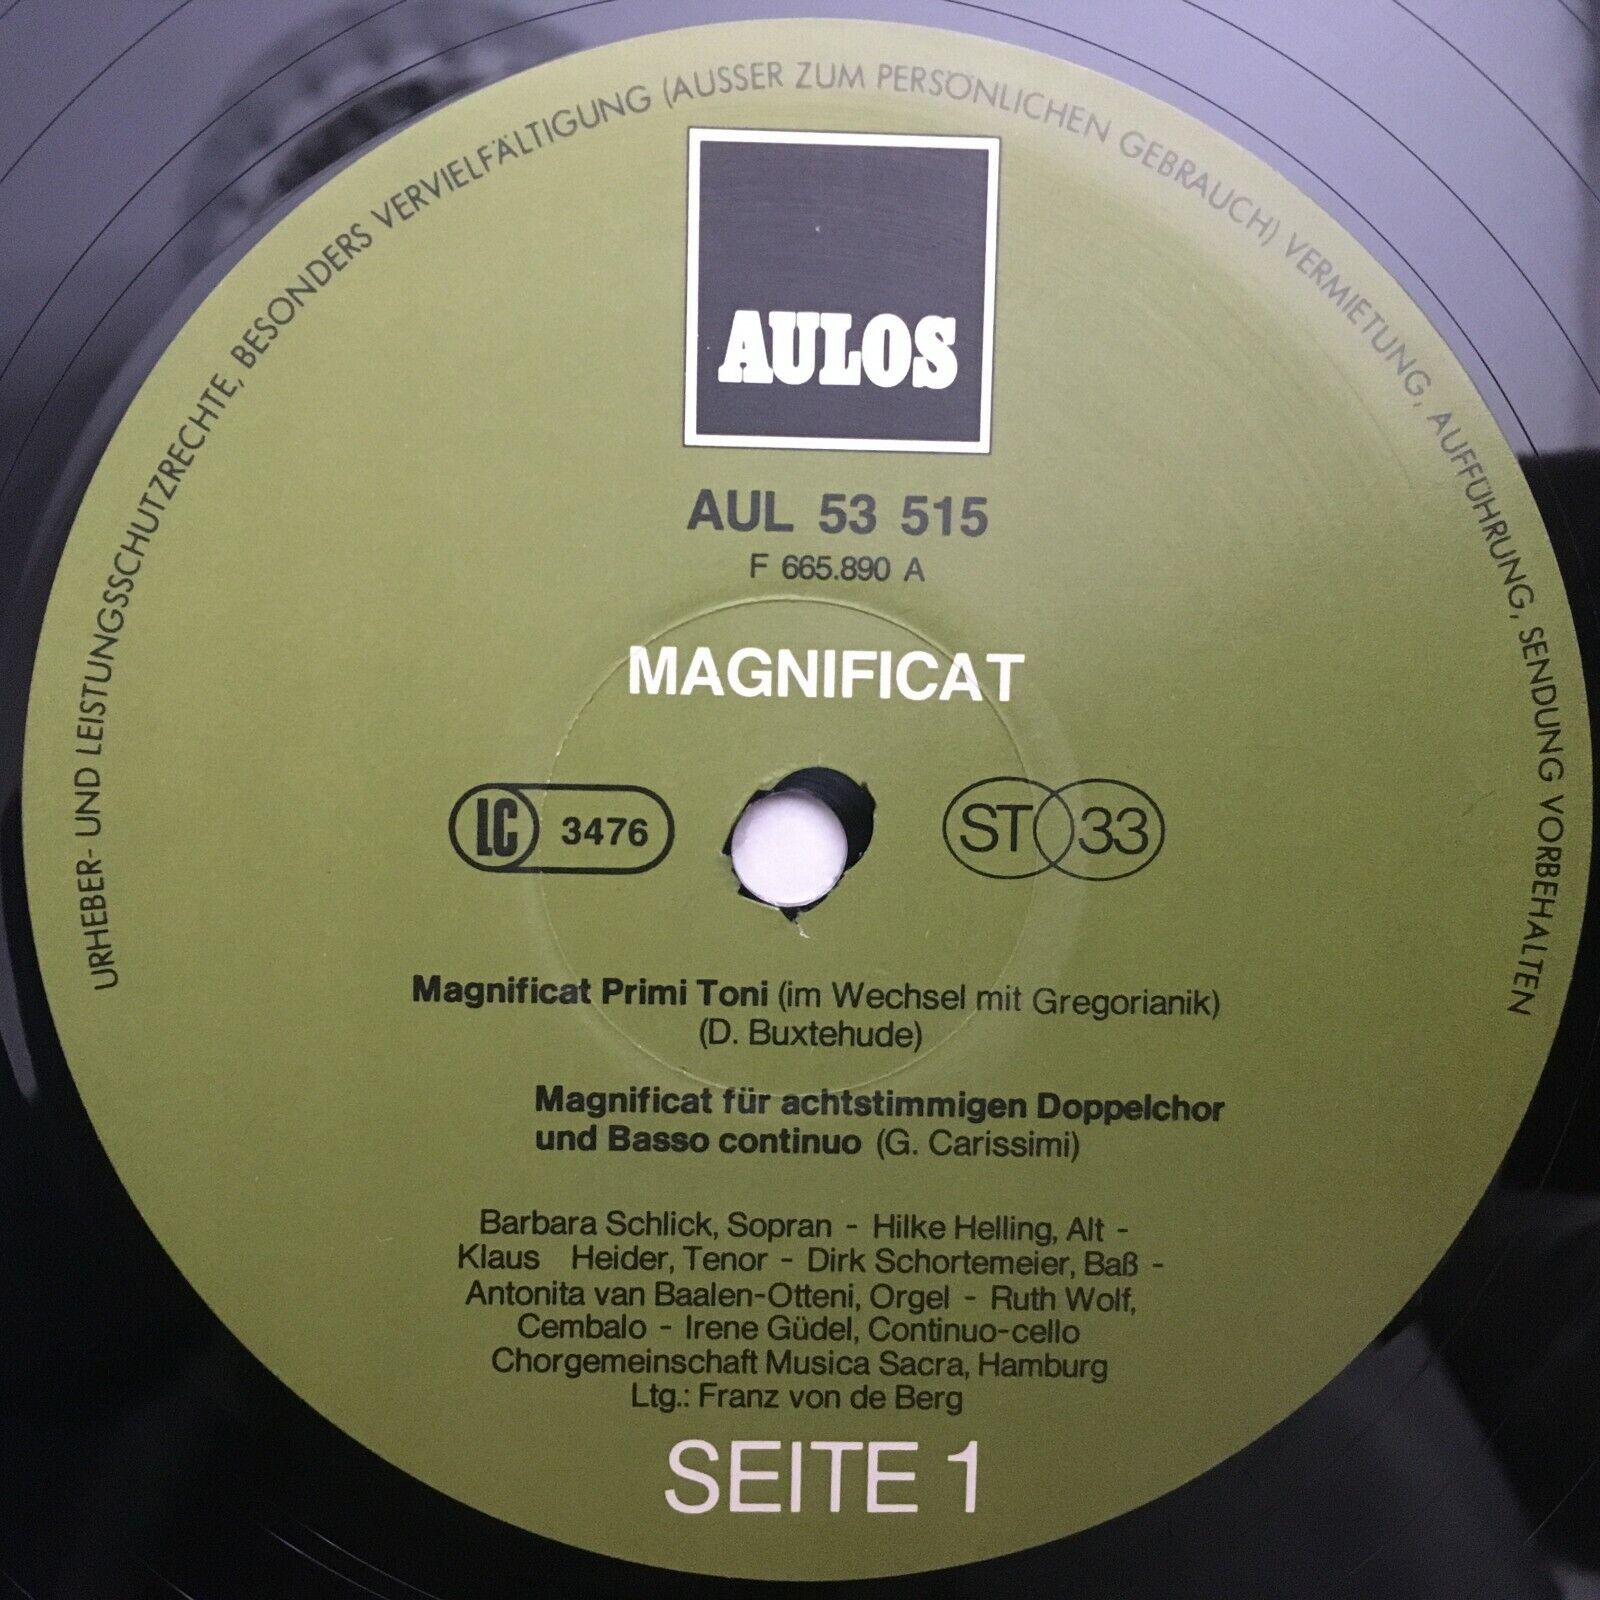 URHEBER- UND LEISTUNGSSCHUTZRECHTE, BESONDERS VERVIELFÄLTIGUNG (AUSSER ZUM PERSÖNLICHEN GEBRAUCH) VERMIETUNG, AUFFÜHRUNG, SENDUNG VORBEHALTEN
AULOS
AUL 53 515
F 665.890 A
MAGNIFICAT
LC 3476
ST 33
Magnificat Primi Toni (im Wechsel mit Gregorianik)
(D. Buxtehude)
Magnificat für achtstimmigen Doppelchor
und Basso continuo (G. Carissimi)
Barbara Schlick, Sopran - Hilke Helling, Alt -
Klaus Heider, Tenor - Dirk Schortemeier, Baß -
Antonita van Baalen-Otteni, Orgel - Ruth Wolf,
Cembalo - Irene Güdel, Continuo-cello
Chorgemeinschaft Musica Sacra, Hamburg
Ltg.: Franz von de Berg
SEITE 1